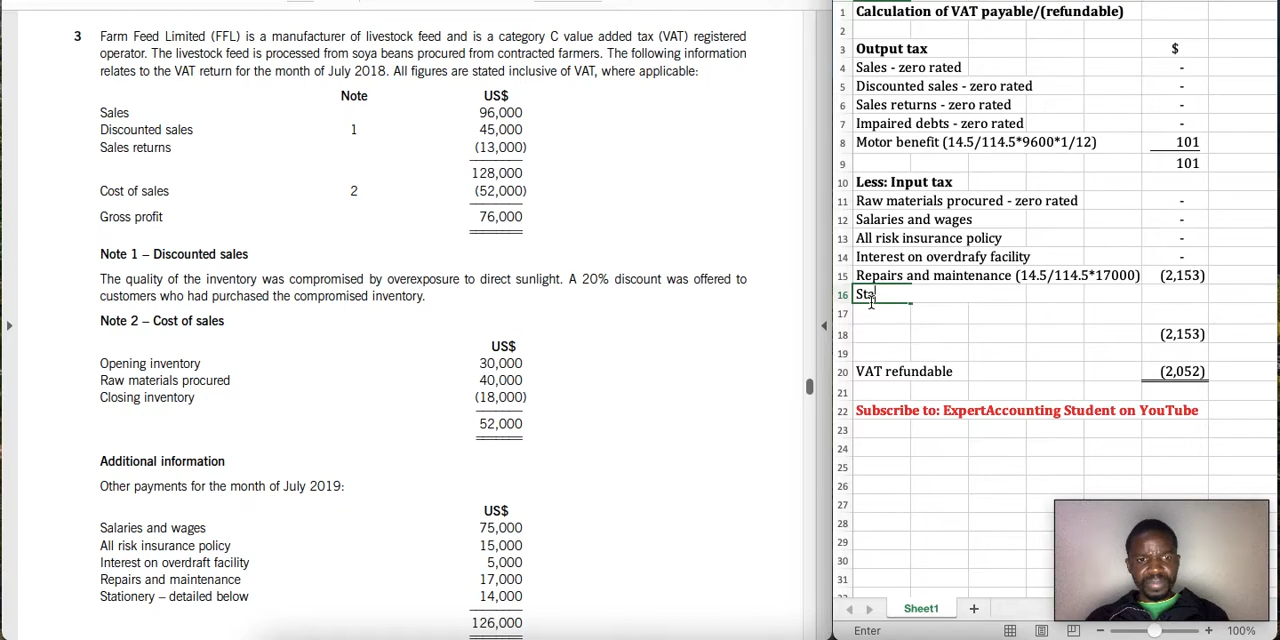 3 Farm Feed Limited (FFL) is a manufacturer of livestock feed and is a category C value added tax (VAT) registered
operator. The livestock feed is processed from soya beans procured from contracted farmers. The following information
relates to the VAT return for the month of July 2018. All figures are stated inclusive of VAT, where applicable:
Note US$
Sales 96,000
Discounted sales 1 45,000
Sales returns (13,000)
128,000
Cost of sales 2 (52,000)
Gross profit 76,000
Note 1 – Discounted sales
The quality of the inventory was compromised by overexposure to direct sunlight. A 20% discount was offered to
customers who had purchased the compromised inventory.
Note 2 – Cost of sales
US$
Opening inventory 30,000
Raw materials procured 40,000
Closing inventory (18,000)
52,000
Additional information
Other payments for the month of July 2019:
US$
Salaries and wages 75,000
All risk insurance policy 15,000
Interest on overdraft facility 5,000
Repairs and maintenance 17,000
Stationery – detailed below 14,000
126,000
1 Calculation of VAT payable/(refundable)
2
3 Output tax $
4 Sales - zero rated -
5 Discounted sales - zero rated -
6 Sales returns - zero rated -
7 Impaired debts - zero rated -
8 Motor benefit (14.5/114.5*9600*1/12) 101
9 101
10 Less: Input tax
11 Raw materials procured - zero rated -
12 Salaries and wages -
13 All risk insurance policy -
14 Interest on overdrafy facility -
15 Repairs and maintenance (14.5/114.5*17000) (2,153)
16 Sta
17
18 (2,153)
19
20 VAT refundable (2,052)
21
22 Subscribe to: ExpertAccounting Student on YouTube
23
24
25
26
27
28
29
30
31
Sheet1 +
Enter - + 100%